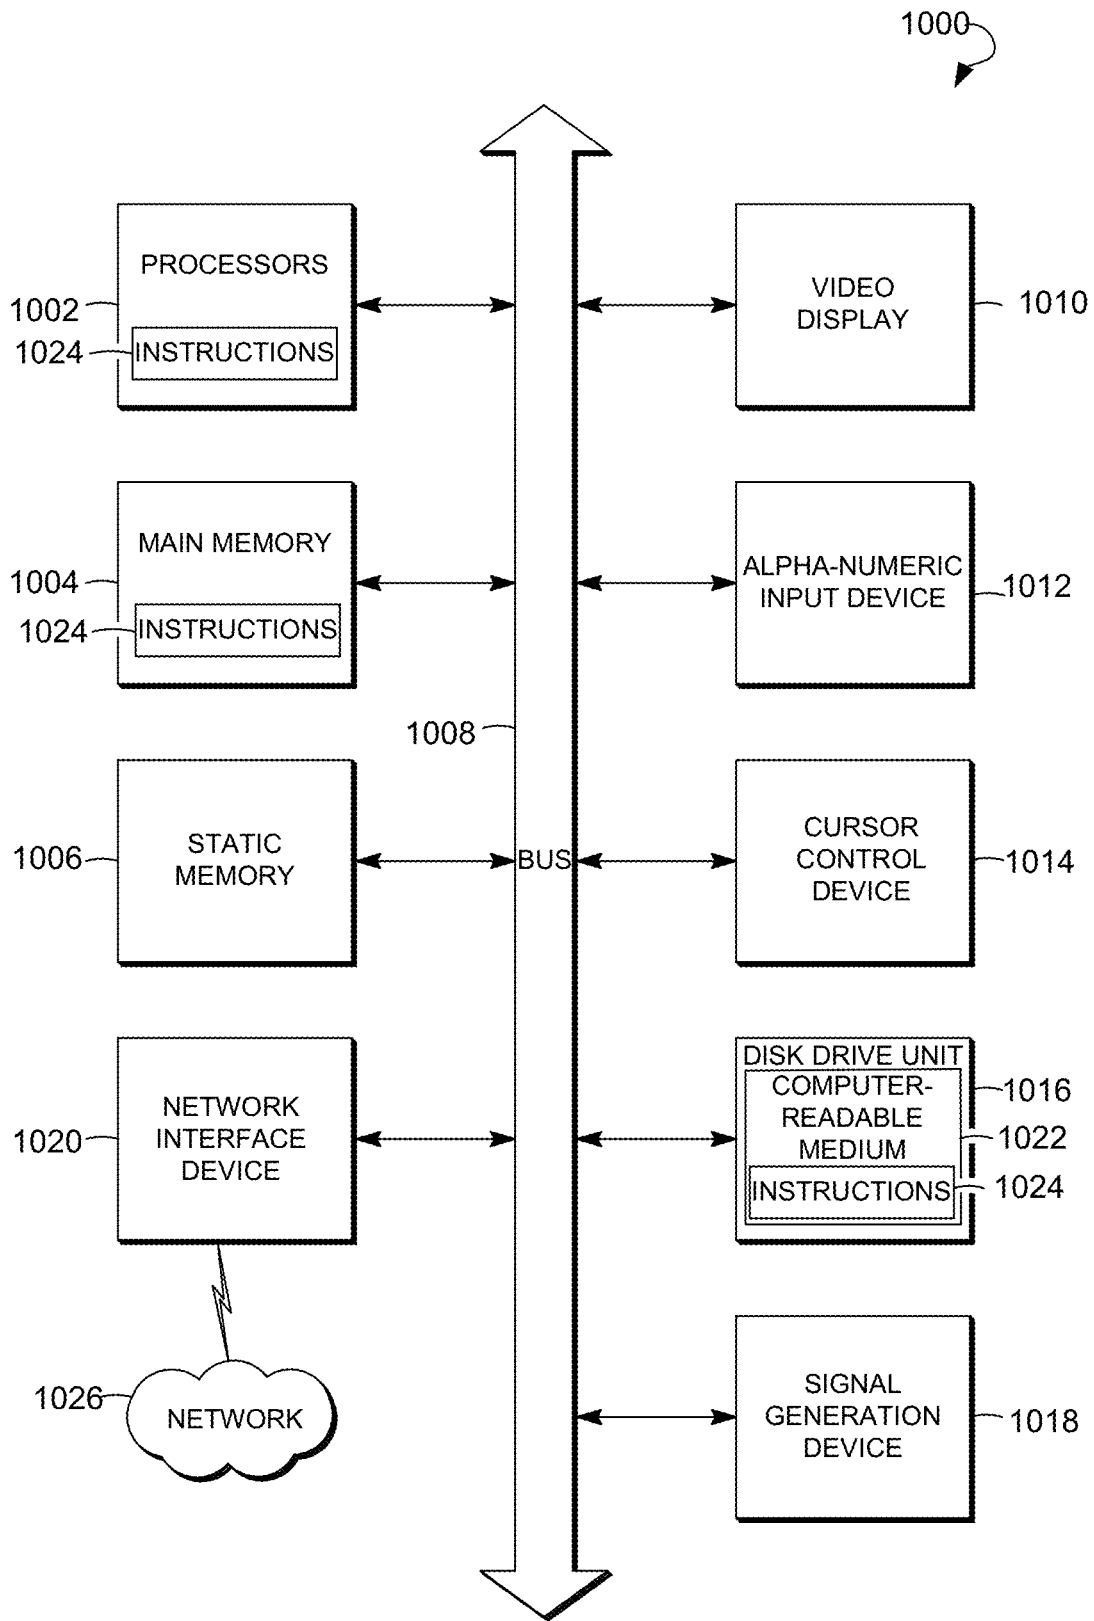 1000
PROCESSORS
1002
1024
INSTRUCTIONS
VIDEO
DISPLAY
1010
MAIN MEMORY
1004
1024
INSTRUCTIONS
ALPHA-NUMERIC
INPUT DEVICE
1012
1008
STATIC
MEMORY
1006
BUS
CURSOR
CONTROL
DEVICE
1014
NETWORK
INTERFACE
DEVICE
1020
DISK DRIVE UNIT
1016
COMPUTER-
READABLE
MEDIUM
1022
INSTRUCTIONS
1024
1026
NETWORK
SIGNAL
GENERATION
DEVICE
1018